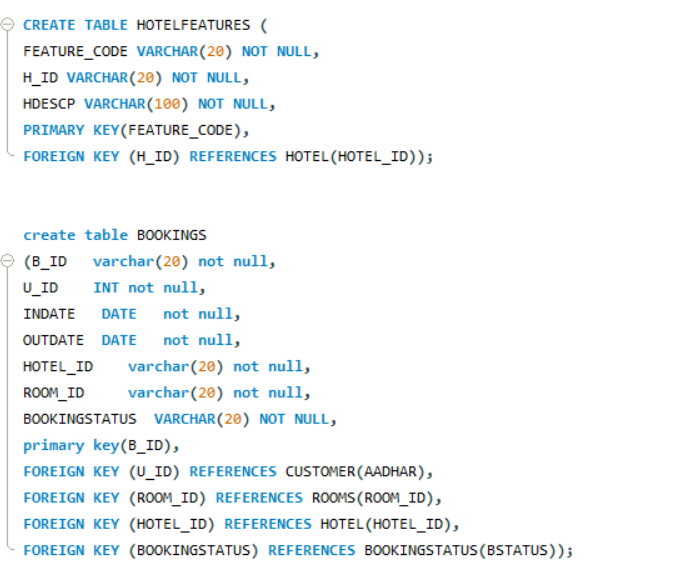 CREATE TABLE HOTELFEATURES (
FEATURE_CODE VARCHAR(20) NOT NULL,
H_ID VARCHAR(20) NOT NULL,
HDESCP VARCHAR(100) NOT NULL,
PRIMARY KEY(FEATURE_CODE),
FOREIGN KEY (H_ID) REFERENCES HOTEL(HOTEL_ID));
create table BOOKINGS
(B_ID varchar(20) not null,
U_ID INT not null,
INDATE DATE not null,
OUTDATE DATE not null,
HOTEL_ID varchar(20) not null,
ROOM_ID varchar(20) not null,
BOOKINGSTATUS VARCHAR(20) NOT NULL,
primary key(B_ID),
FOREIGN KEY (U_ID) REFERENCES CUSTOMER(AADHAR),
FOREIGN KEY (ROOM_ID) REFERENCES ROOMS(ROOM_ID),
FOREIGN KEY (HOTEL_ID) REFERENCES HOTEL(HOTEL_ID),
FOREIGN KEY (BOOKINGSTATUS) REFERENCES BOOKINGSTATUS(BSTATUS));